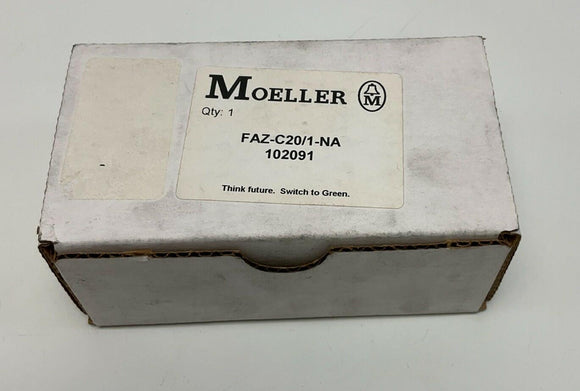 MOELLER M
Qty: 1
FAZ-C20/1-NA
102091
Think future. Switch to Green.